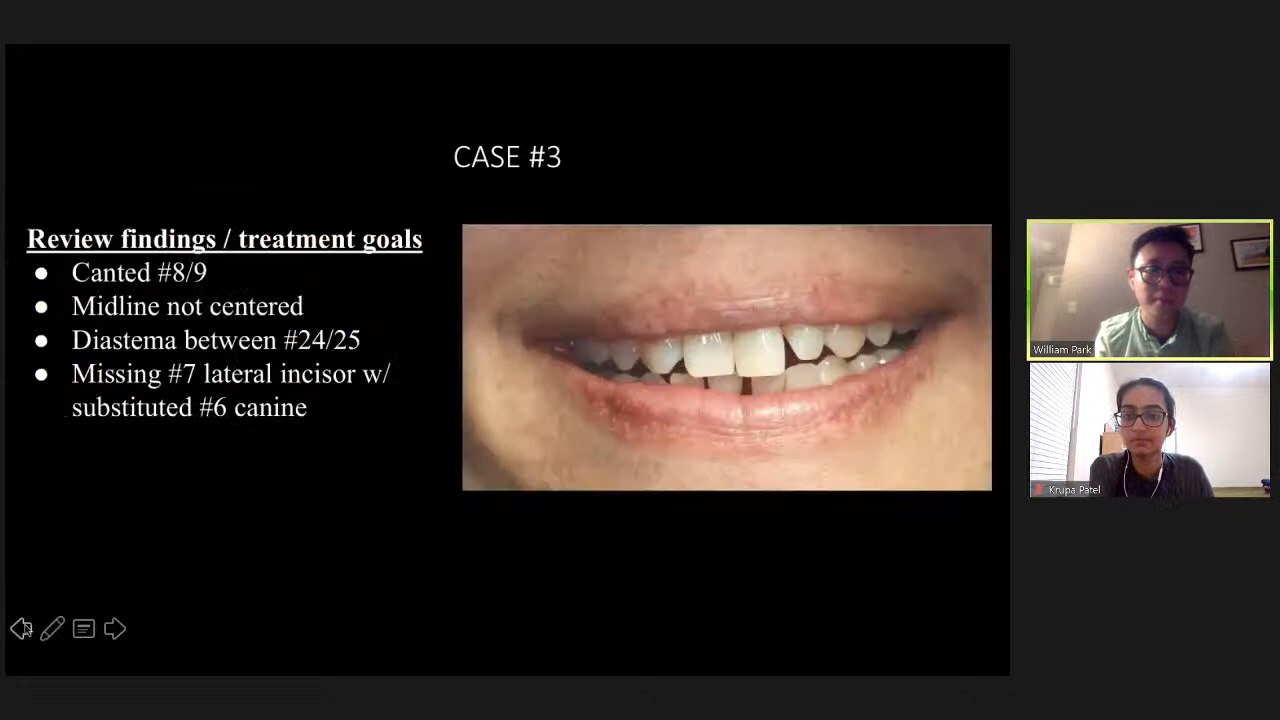 CASE #3
Review findings / treatment goals
● Canted #8/9
● Midline not centered
● Diastema between #24/25
● Missing #7 lateral incisor w/
substituted #6 canine
William Park
Krupa Patel